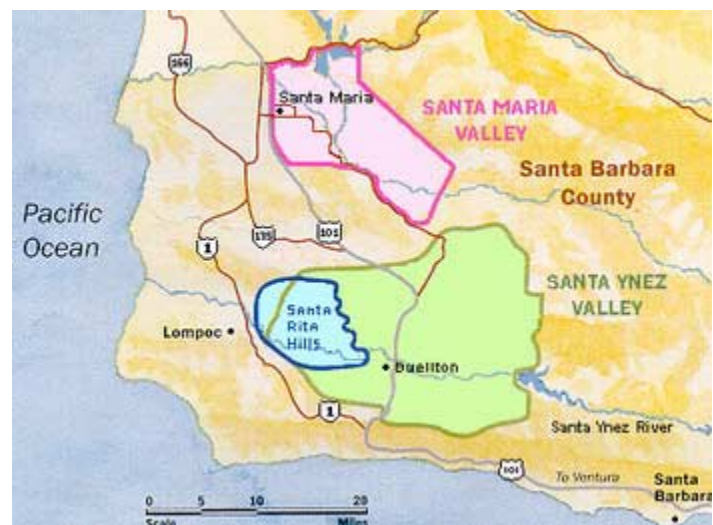 166
101
Santa Maria
SANTA MARIA
VALLEY
Santa Barbara
County
Pacific
Ocean
1
135
101
SANTA YNEZ
VALLEY
Santa
Rita
Hills
Lompoc
Buellton
1
Santa Ynez River
101
To Ventura
Santa
Barbara
0 5 10 20
Scale Miles